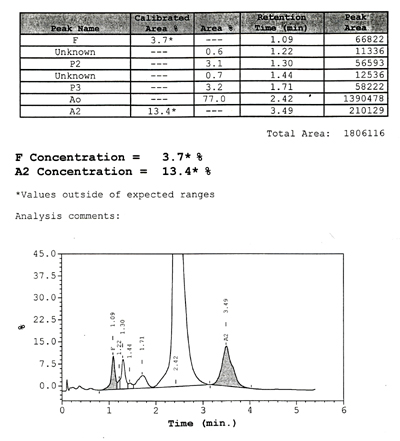 Peak Name Calibrated Area % Area % Retention Time (min) Peak Area
F 3.7* --- 1.09 66822
Unknown --- 0.6 1.22 11336
P2 --- 3.1 1.30 56593
Unknown --- 0.7 1.44 12536
P3 --- 3.2 1.71 58222
Ao --- 77.0 2.42 1390478
A2 13.4* --- 3.49 210129
Total Area: 1806116
F Concentration = 3.7* %
A2 Concentration = 13.4* %
*Values outside of expected ranges
Analysis comments:
%
45.0
37.5
30.0
22.5
15.0
7.5
0.0
F - 1.09
1.22
1.30
1.44
1.71
2.42
A2 - 3.49
0 1 2 3 4 5 6
Time (min.)